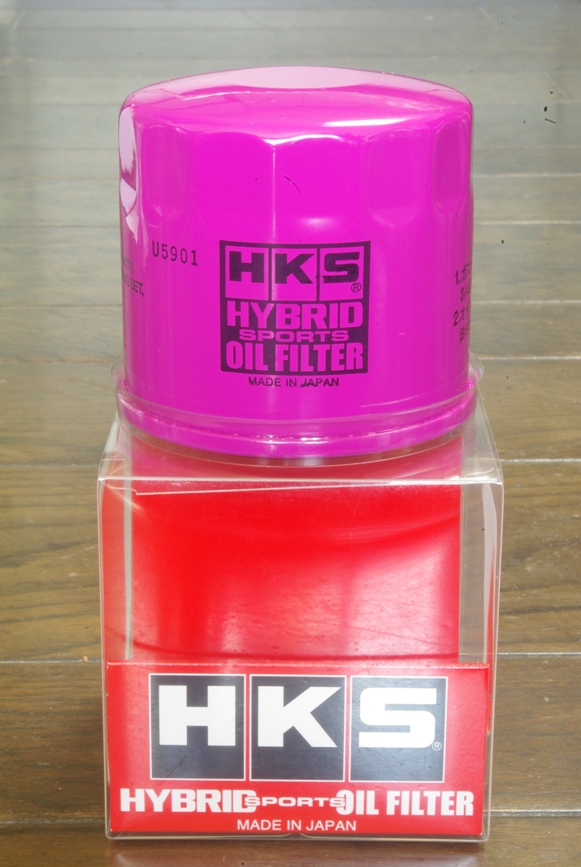 U5901
HKS®
HYBRID
SPORTS
OIL FILTER
MADE IN JAPAN
HKS®
HYBRID SPORTS OIL FILTER
MADE IN JAPAN